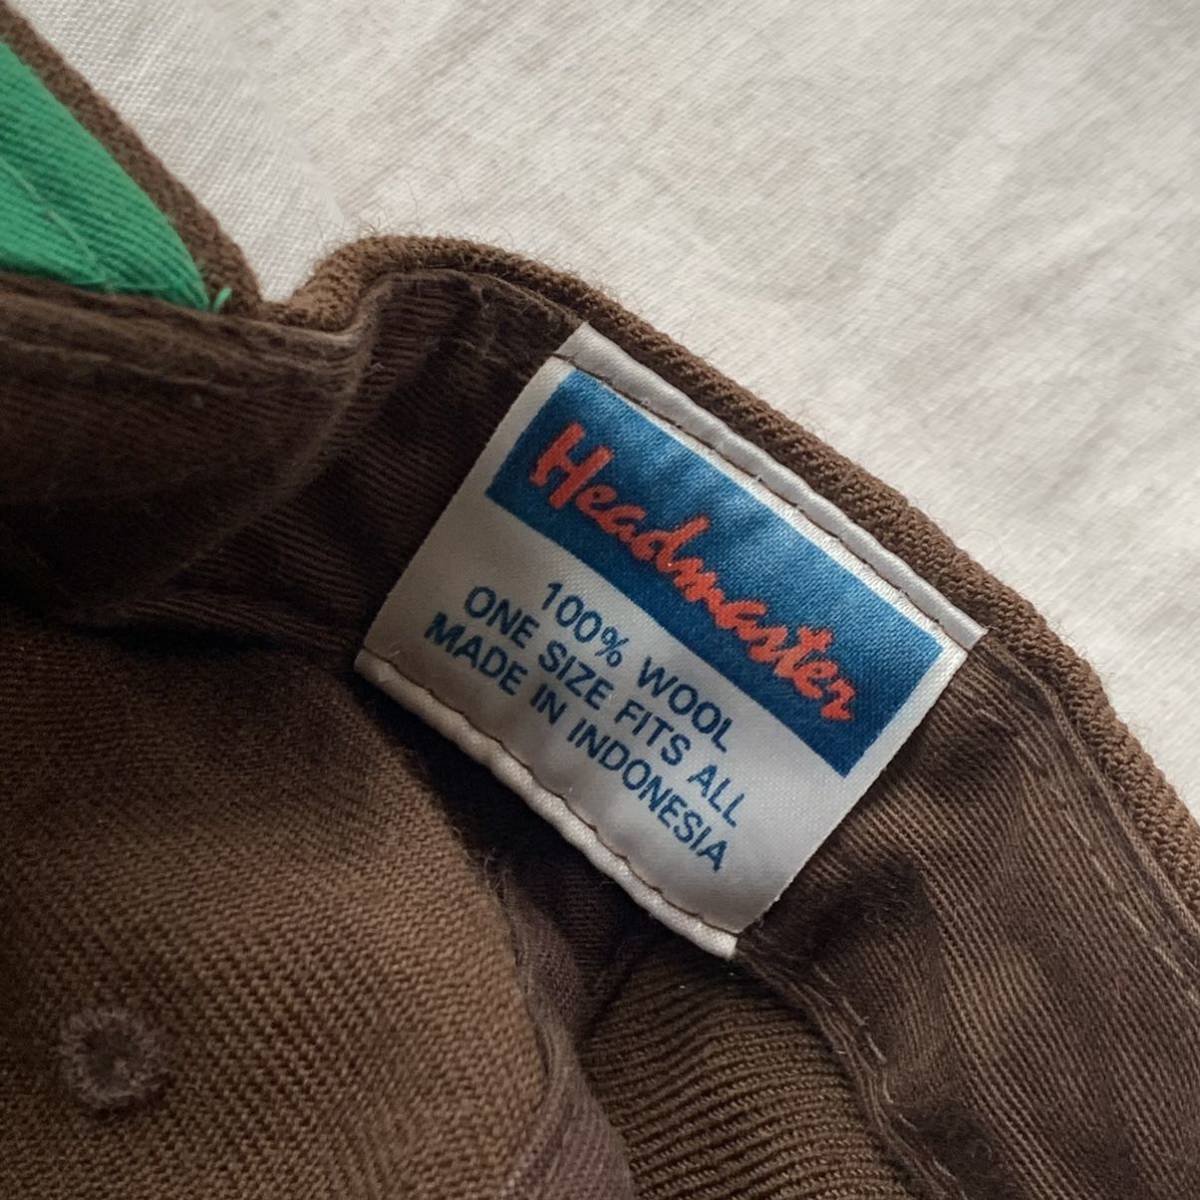 Headmaster
100% WOOL
ONE SIZE FITS ALL
MADE IN INDONESIA